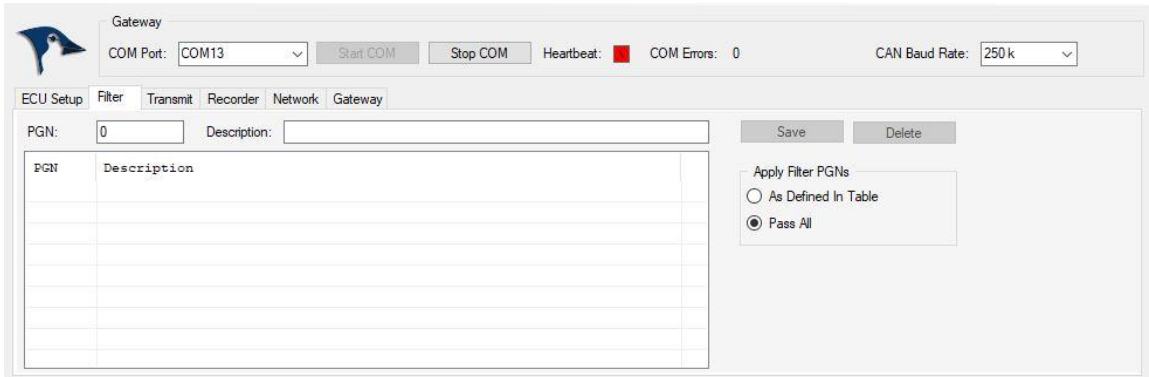 Gateway
COM Port: COM13 Start COM Stop COM Heartbeat: COM Errors: 0 CAN Baud Rate: 250 k
ECU Setup Filter Transmit Recorder Network Gateway
PGN: 0 Description: Save Delete
PGN Description
Apply Filter PGNs
As Defined In Table
Pass All